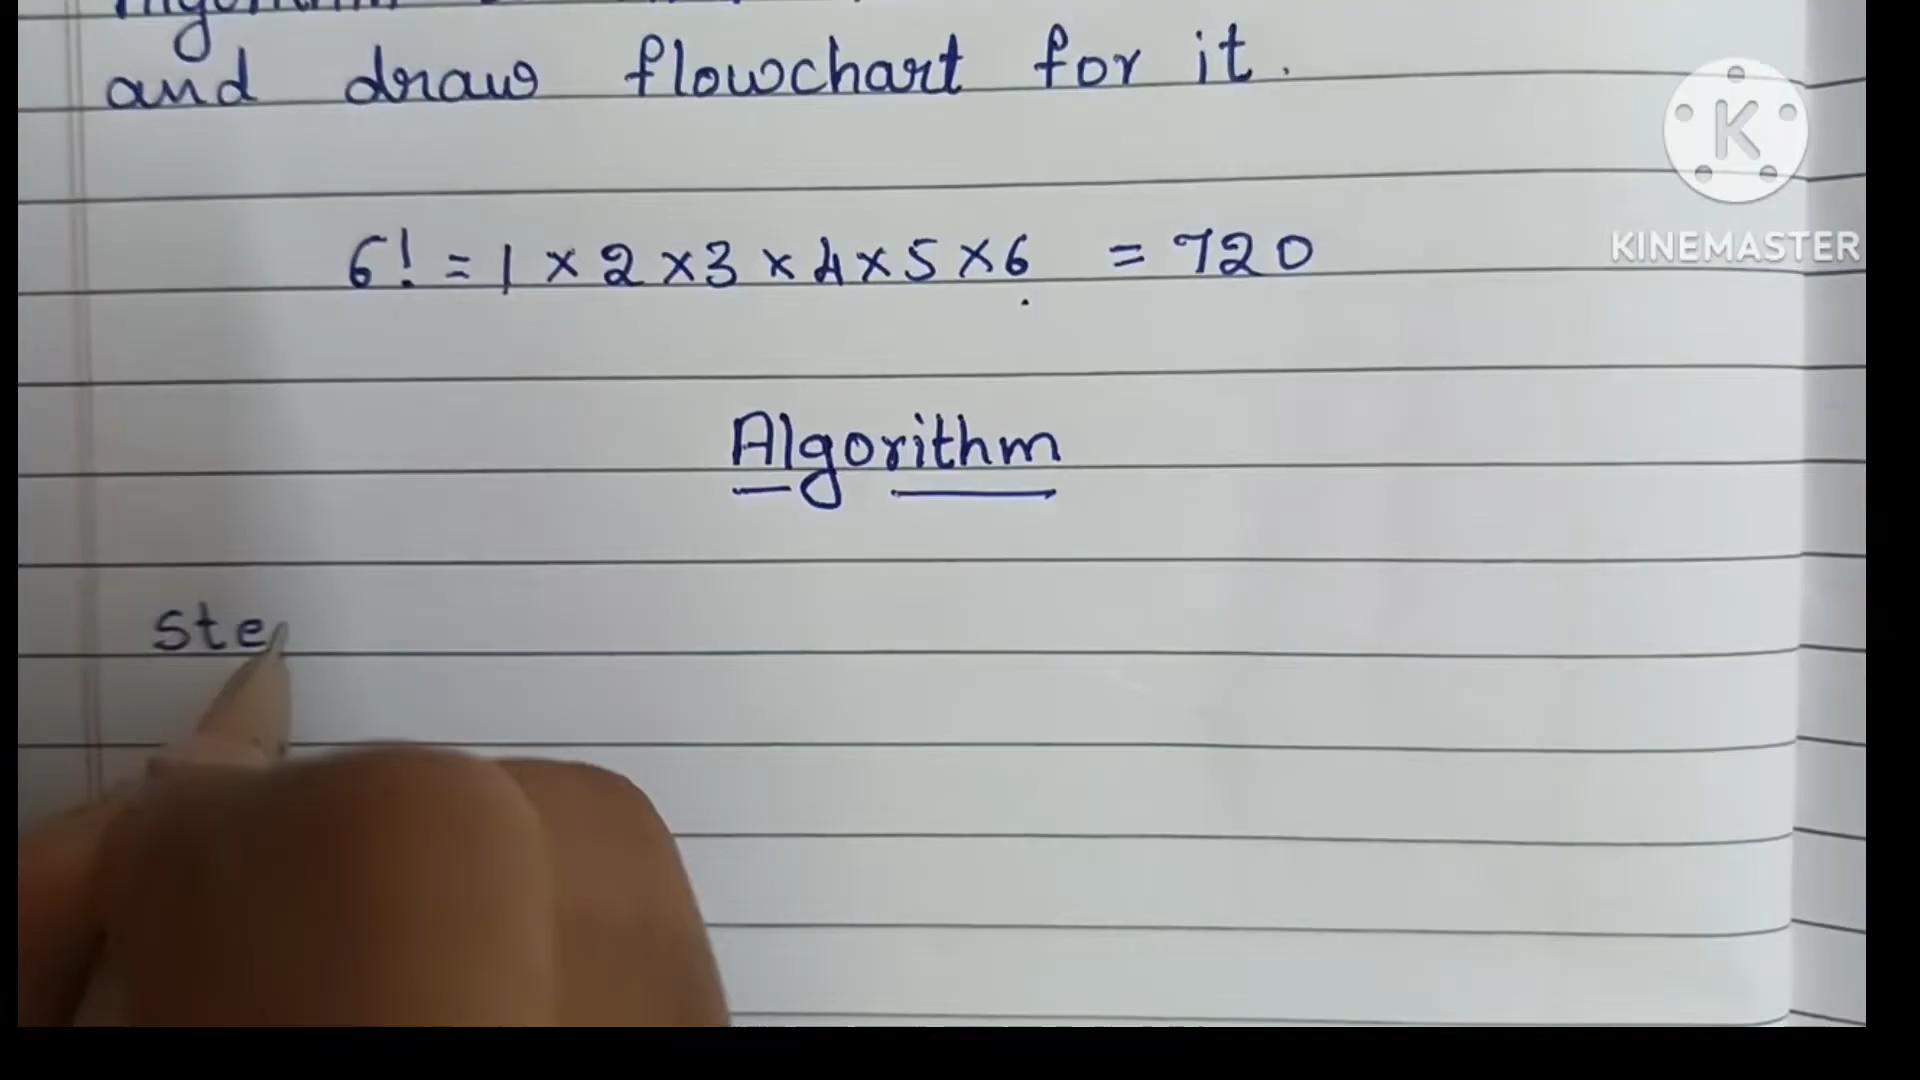 and draw flowchart for it.
K
KINEMASTER
6! = 1 × 2 × 3 × 4 × 5 × 6 = 720
Algorithm
Ste